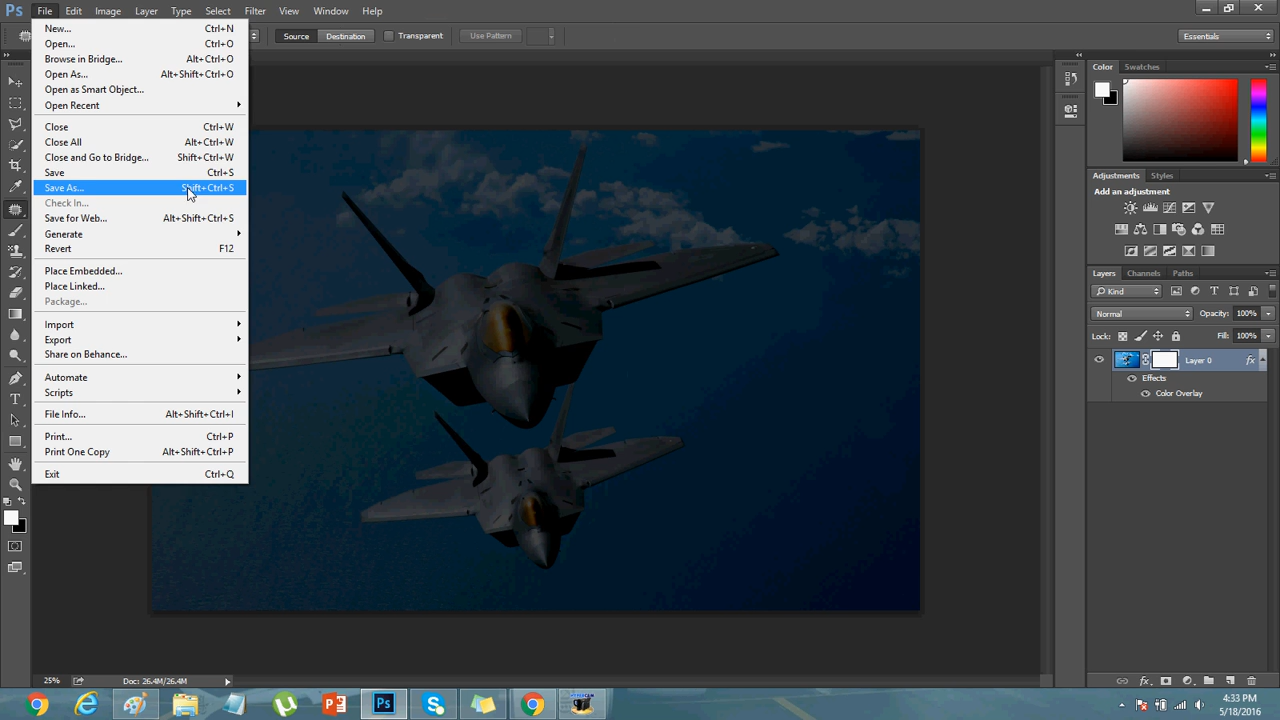 Ps File Edit Image Layer Type Select Filter View Window Help
Source Destination Transparent Use Pattern Essentials
New... Ctrl+N
Open... Ctrl+O
Browse in Bridge... Alt+Ctrl+O
Open As... Alt+Shift+Ctrl+O
Open as Smart Object...
Open Recent
Close Ctrl+W
Close All Alt+Ctrl+W
Close and Go to Bridge... Shift+Ctrl+W
Save Ctrl+S
Save As... Shift+Ctrl+S
Check In...
Save for Web... Alt+Shift+Ctrl+S
Generate
Revert F12
Place Embedded...
Place Linked...
Package...
Import
Export
Share on Behance...
Automate
Scripts
File Info... Alt+Shift+Ctrl+I
Print... Ctrl+P
Print One Copy Alt+Shift+Ctrl+P
Exit Ctrl+Q
Color Swatches
Adjustments Styles
Add an adjustment
Layers Channels Paths
Kind
Normal Opacity: 100%
Lock: Fill: 100%
Layer 0 fx
Effects
Color Overlay
25% Doc: 26.4M/26.4M
fx
Ps
4:33 PM
5/18/2016